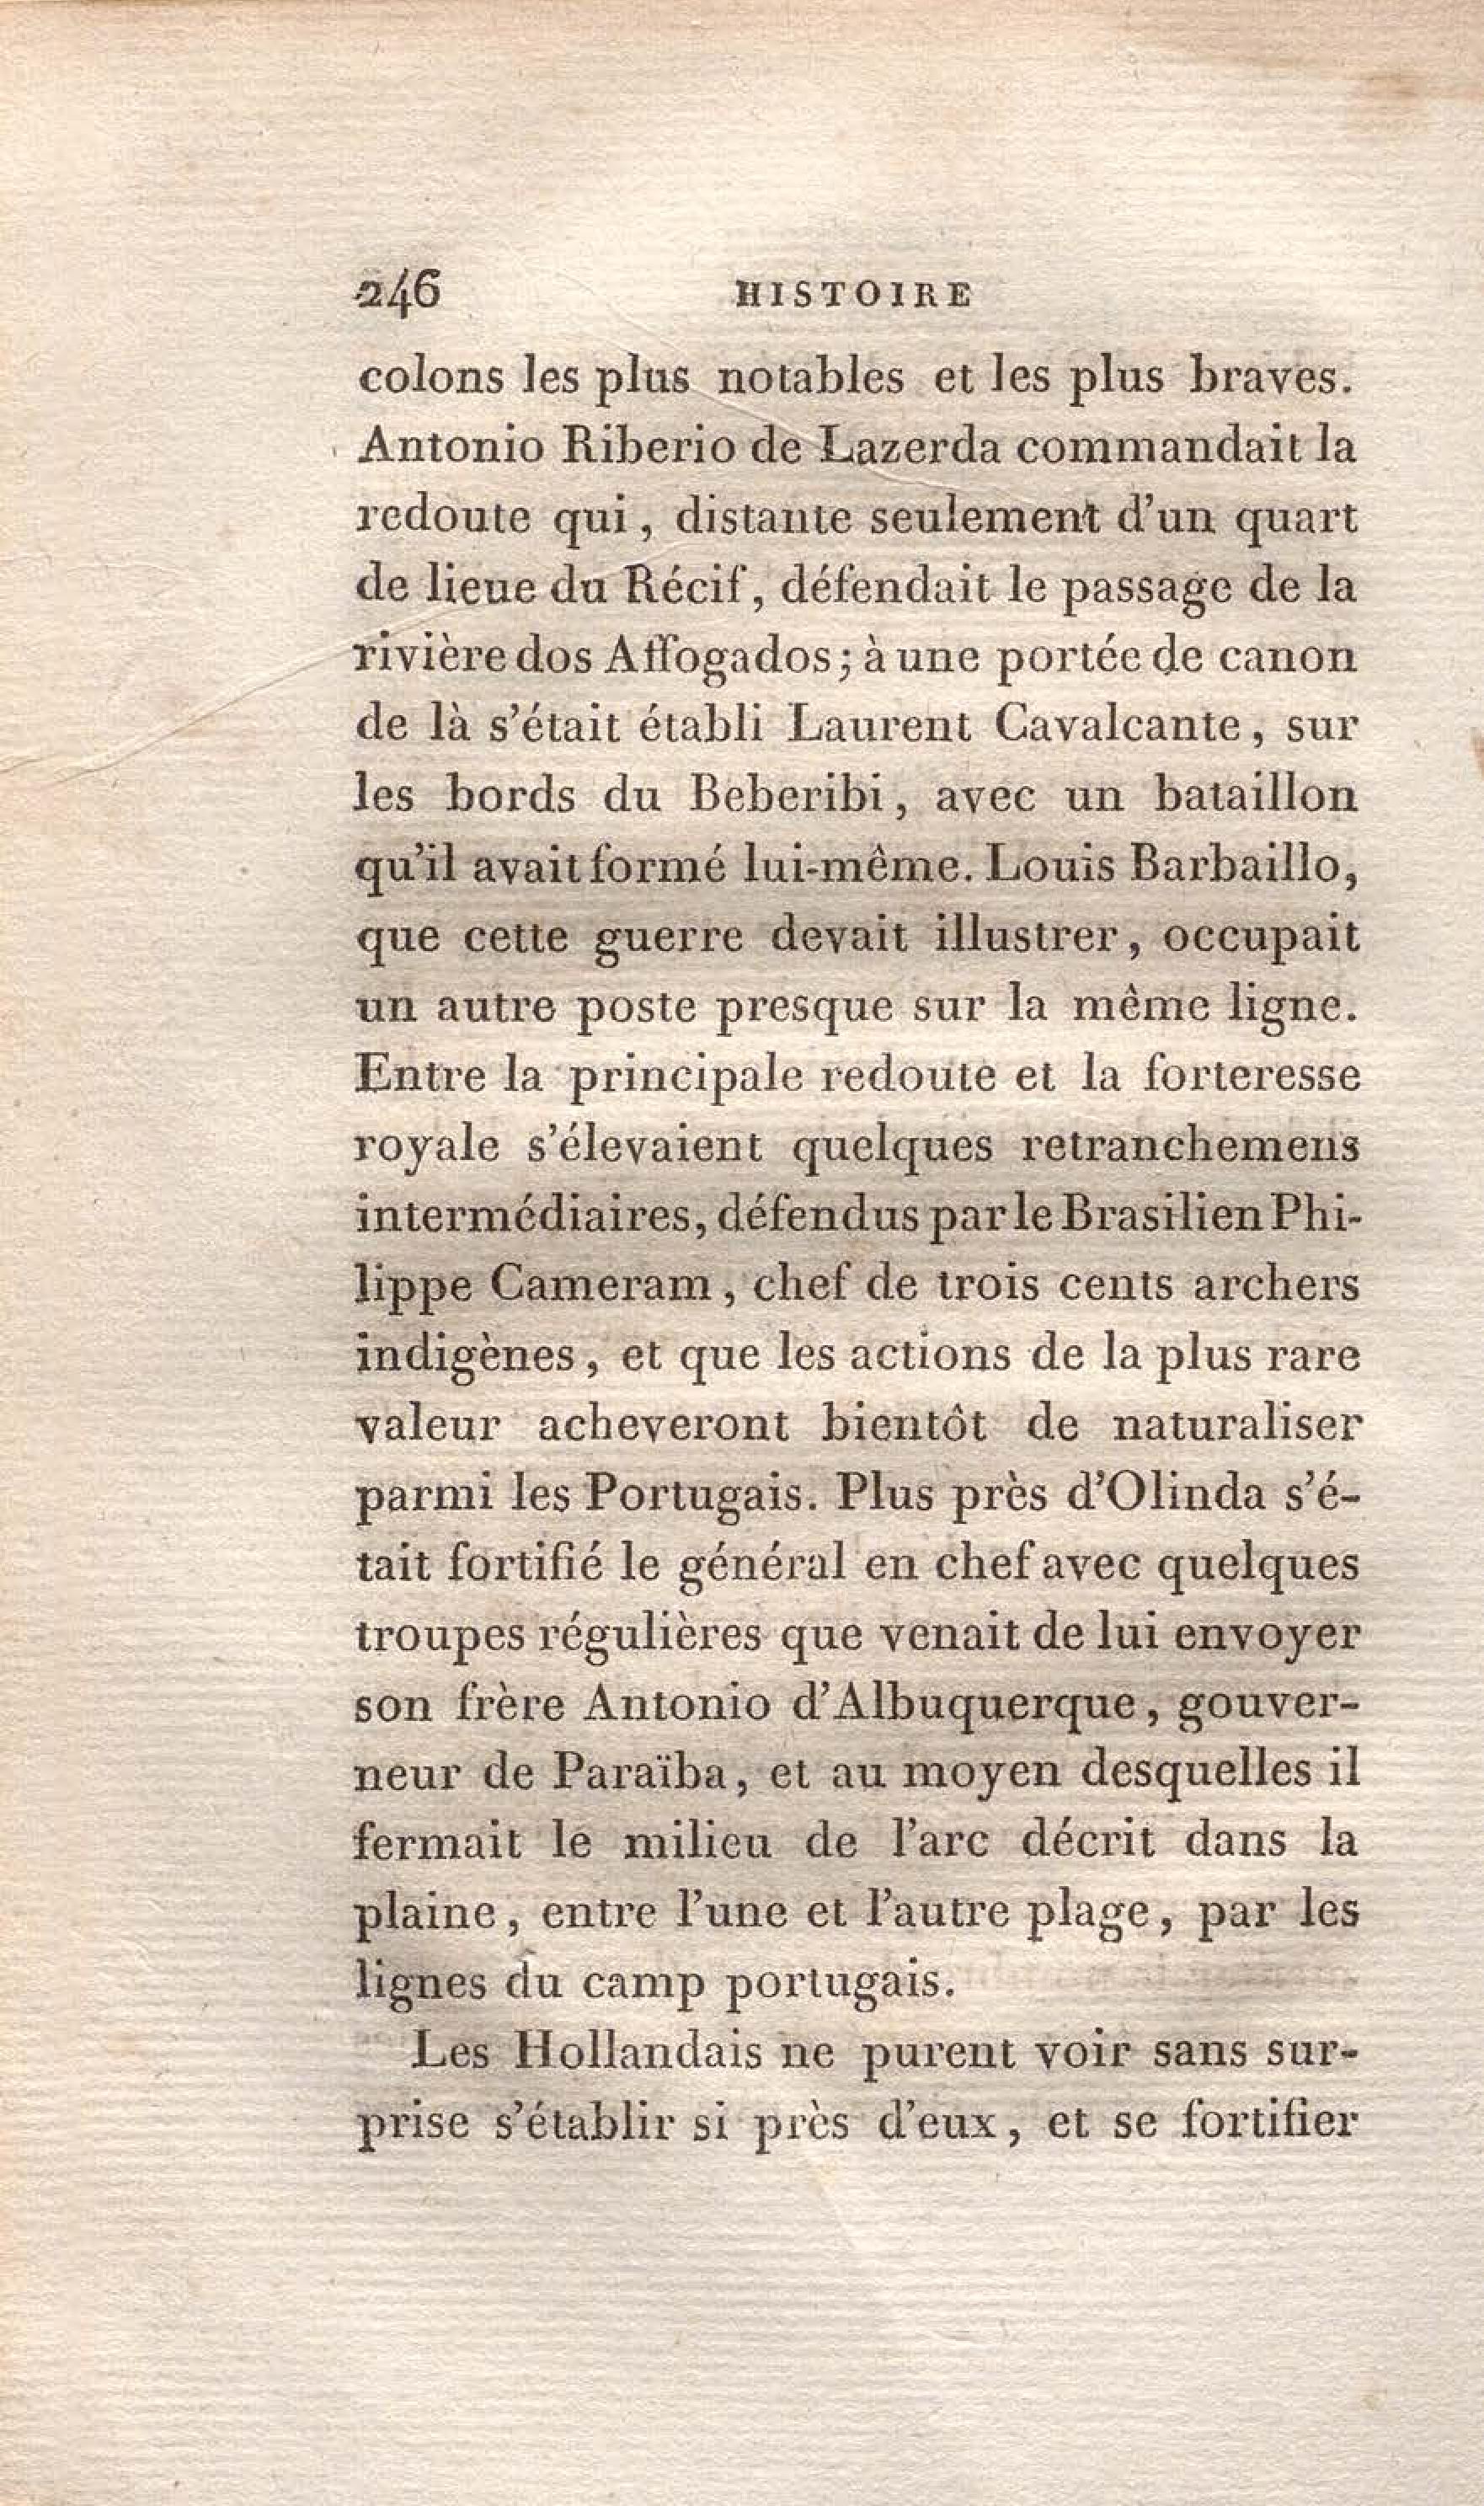 246 HISTOIRE
colons les plus notables et les plus braves.
Antonio Riberio de Lazerda commandait la
redoute qui, distante seulement d'un quart
de lieue du Récif, défendait le passage de la
rivière dos Affogados; à une portée de canon
de là s'était établi Laurent Cavalcante, sur
les bords du Beberibi, avec un bataillon
qu'il avait formé lui-même. Louis Barbaillo,
que cette guerre devait illustrer, occupait
un autre poste presque sur la même ligne.
Entre la principale redoute et la forteresse
royale s'élevaient quelques retranchemens
intermédiaires, défendus par le Brasilien Phi-
lippe Cameram, chef de trois cents archers
indigènes, et que les actions de la plus rare
valeur acheveront bientôt de naturaliser
parmi les Portugais. Plus près d'Olinda s'é-
tait fortifié le général en chef avec quelques
troupes régulières que venait de lui envoyer
son frère Antonio d'Albuquerque, gouver-
neur de Paraïba, et au moyen desquelles il
fermait le milieu de l'arc décrit dans la
plaine, entre l'une et l'autre plage, par les
lignes du camp portugais.
Les Hollandais ne purent voir sans sur-
prise s'établir si près d'eux, et se fortifier